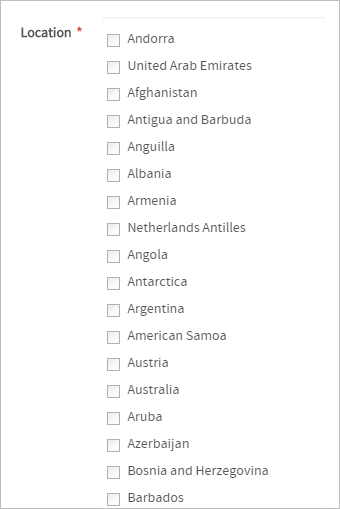 Location *
Andorra
United Arab Emirates
Afghanistan
Antigua and Barbuda
Anguilla
Albania
Armenia
Netherlands Antilles
Angola
Antarctica
Argentina
American Samoa
Austria
Australia
Aruba
Azerbaijan
Bosnia and Herzegovina
Barbados